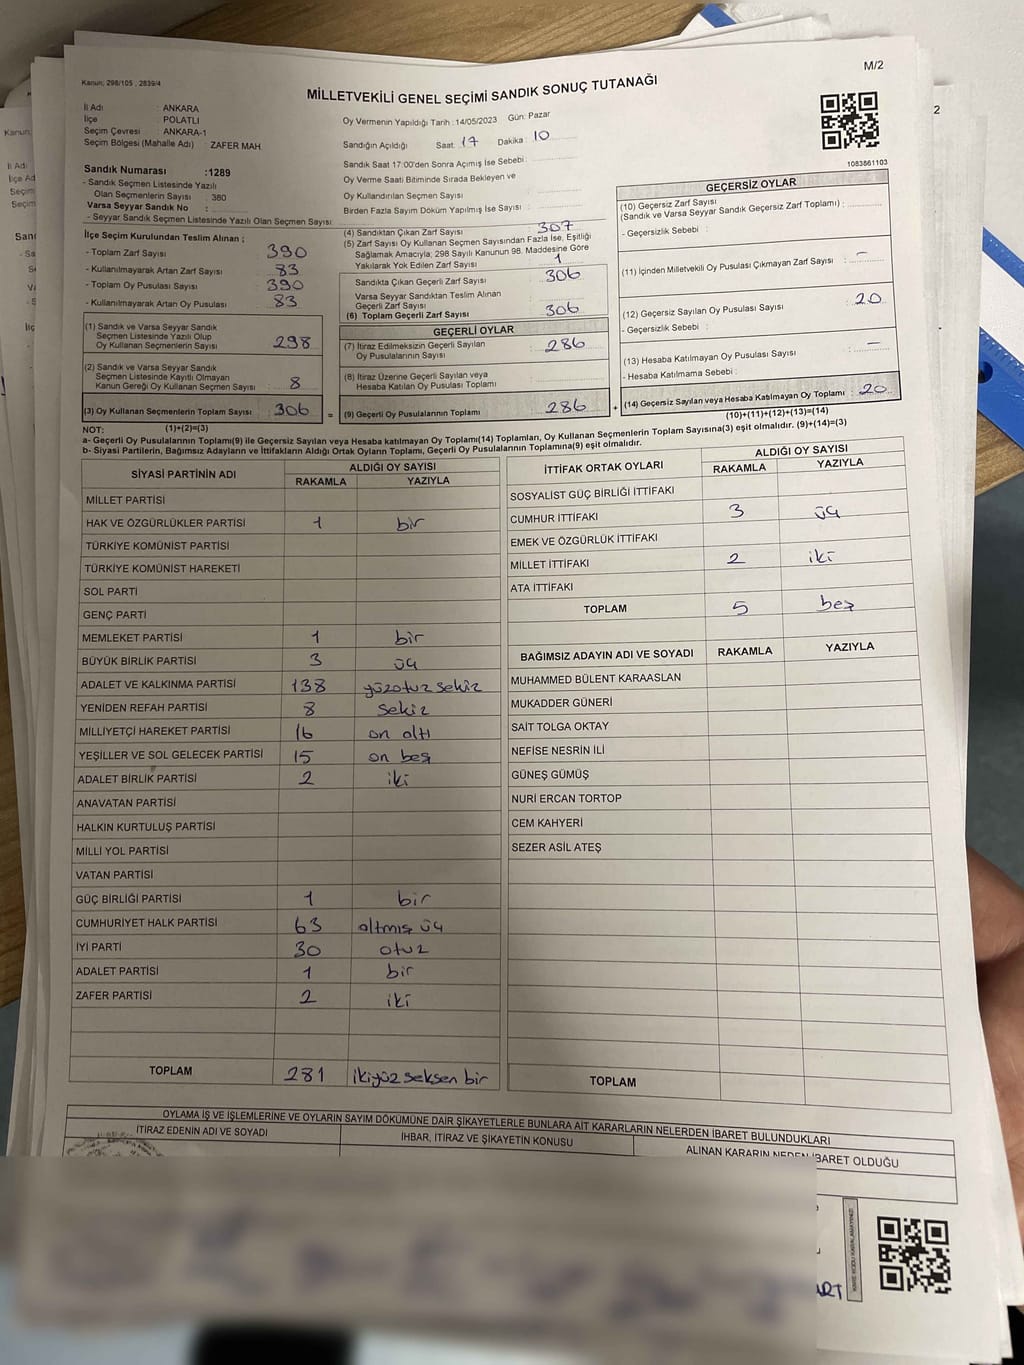 M/2
Kanun; 298/105 , 2839/4
MİLLETVEKİLİ GENEL SEÇİMİ SANDIK SONUÇ TUTANAĞI
İl Adı : ANKARA
İlçe : POLATLI
Seçim Çevresi : ANKARA-1
Seçim Bölgesi (Mahalle Adı) : ZAFER MAH.
Oy Vermenin Yapıldığı Tarih : 14/05/2023 Gün: Pazar
Sandığın Açıldığı Saat: 17 Dakika : 10
Sandık Saat 17:00'den Sonra Açımış İse Sebebi :
Oy Verme Saati Bitiminde Sırada Bekleyen ve
Oy Kullandırılan Seçmen Sayısı :
Birden Fazla Sayım Döküm Yapılmış İse Sayısı :
1083861103
Sandık Numarası :1289
- Sandık Seçmen Listesinde Yazılı
Olan Seçmenlerin Sayısı : 380
Varsa Seyyar Sandık No :
- Seyyar Sandık Seçmen Listesinde Yazılı Olan Seçmen Sayısı:
İlçe Seçim Kurulundan Teslim Alınan ;
- Toplam Zarf Sayısı : 390
- Kullanılmayarak Artan Zarf Sayısı : 83
- Toplam Oy Pusulası Sayısı : 390
- Kullanılmayarak Artan Oy Pusulası : 83
(1) Sandık ve Varsa Seyyar Sandık
Seçmen Listesinde Yazılı Olup
Oy Kullanan Seçmenlerin Sayısı : 298
(2) Sandık ve Varsa Seyyar Sandık
Seçmen Listesinde Kayıtlı Olmayan
Kanun Gereği Oy Kullanan Seçmen Sayısı : 8
(3) Oy Kullanan Seçmenlerin Toplam Sayısı : 306
(1)+(2)=(3)
(4) Sandıktan Çıkan Zarf Sayısı : 307
(5) Zarf Sayısı Oy Kullanan Seçmen Sayısından Fazla İse, Eşitliği
Sağlamak Amacıyla; 298 Sayılı Kanunun 98. Maddesine Göre
Yakılarak Yok Edilen Zarf Sayısı : 1
Sandıkta Çıkan Geçerli Zarf Sayısı : 306
Varsa Seyyar Sandıktan Teslim Alınan
Geçerli Zarf Sayısı :
(6) Toplam Geçerli Zarf Sayısı : 306
GEÇERLİ OYLAR
(7) İtiraz Edilmeksizin Geçerli Sayılan
Oy Pusulalarının Sayısı : 286
(8) İtiraz Üzerine Geçerli Sayılan veya
Hesaba Katılan Oy Pusulası Toplamı :
= (9) Geçerli Oy Pusulalarının Toplamı : 286
GEÇERSİZ OYLAR
(10) Geçersiz Zarf Sayısı
(Sandık ve Varsa Seyyar Sandık Geçersiz Zarf Toplamı) :
- Geçersizlik Sebebi :
(11) İçinden Milletvekili Oy Pusulası Çıkmayan Zarf Sayısı : —
(12) Geçersiz Sayılan Oy Pusulası Sayısı : 20
- Geçersizlik Sebebi :
(13) Hesaba Katılmayan Oy Pusulası Sayısı : —
- Hesaba Katılmama Sebebi :
+ (14) Geçersiz Sayılan veya Hesaba Katılmayan Oy Toplamı : 20
(10)+(11)+(12)+(13)=(14)
NOT:
a- Geçerli Oy Pusulalarının Toplamı(9) ile Geçersiz Sayılan veya Hesaba katılmayan Oy Toplamı(14) Toplamları, Oy Kullanan Seçmenlerin Toplam Sayısına(3) eşit olmalıdır. (9)+(14)=(3)
b- Siyasi Partilerin, Bağımsız Adayların ve İttifakların Aldığı Ortak Oyların Toplamı, Geçerli Oy Pusulalarının Toplamına(9) eşit olmalıdır.
SİYASİ PARTİNİN ADI ALDIĞI OY SAYISI
RAKAMLA YAZIYLA
MİLLET PARTİSİ
HAK VE ÖZGÜRLÜKLER PARTİSİ 1 bir
TÜRKİYE KOMÜNİST PARTİSİ
TÜRKİYE KOMÜNİST HAREKETİ
SOL PARTİ
GENÇ PARTİ
MEMLEKET PARTİSİ 1 bir
BÜYÜK BİRLİK PARTİSİ 3 üç
ADALET VE KALKINMA PARTİSİ 138 yüzotuz sekiz
YENİDEN REFAH PARTİSİ 8 sekiz
MİLLİYETÇİ HAREKET PARTİSİ 16 on altı
YEŞİLLER VE SOL GELECEK PARTİSİ 15 on beş
ADALET BİRLİK PARTİSİ 2 iki
ANAVATAN PARTİSİ
HALKIN KURTULUŞ PARTİSİ
MİLLİ YOL PARTİSİ
VATAN PARTİSİ
GÜÇ BİRLİĞİ PARTİSİ 1 bir
CUMHURİYET HALK PARTİSİ 63 altmış üç
İYİ PARTİ 30 otuz
ADALET PARTİSİ 1 bir
ZAFER PARTİSİ 2 iki
TOPLAM 281 ikiyüz seksen bir
İTTİFAK ORTAK OYLARI ALDIĞI OY SAYISI
RAKAMLA YAZIYLA
SOSYALİST GÜÇ BİRLİĞİ İTTİFAKI
CUMHUR İTTİFAKI 3 üç
EMEK VE ÖZGÜRLÜK İTTİFAKI
MİLLET İTTİFAKI 2 iki
ATA İTTİFAKI
TOPLAM 5 beş
BAĞIMSIZ ADAYIN ADI VE SOYADI RAKAMLA YAZIYLA
MUHAMMED BÜLENT KARAASLAN
MUKADDER GÜNERİ
SAİT TOLGA OKTAY
NEFİSE NESRİN İLİ
GÜNEŞ GÜMÜŞ
NURİ ERCAN TORTOP
CEM KAHYERİ
SEZER ASİL ATEŞ
TOPLAM
OYLAMA İŞ VE İŞLEMLERİNE VE OYLARIN SAYIM DÖKÜMÜNE DAİR ŞİKAYETLERLE BUNLARA AİT KARARLARIN NELERDEN İBARET BULUNDUKLARI
İTİRAZ EDENİN ADI VE SOYADI İHBAR, İTİRAZ VE ŞİKAYETİN KONUSU ALINAN KARARIN NEDEN İBARET OLDUĞU